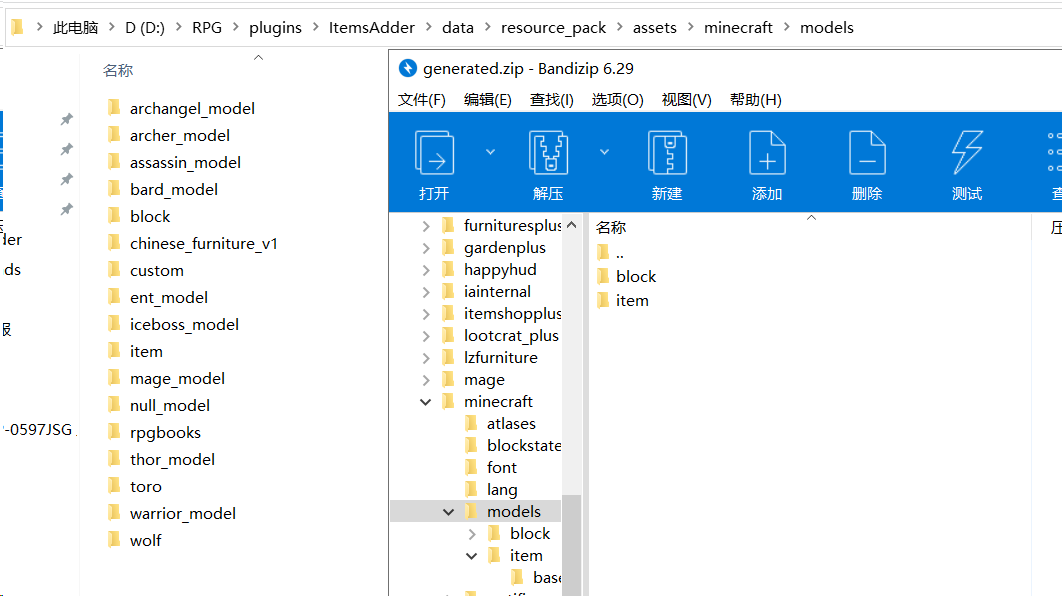 此电脑 > D (D:) > RPG > plugins > ItemsAdder > data > resource_pack > assets > minecraft > models
名称
archangel_model
archer_model
assassin_model
bard_model
block
chinese_furniture_v1
custom
ent_model
iceboss_model
item
mage_model
null_model
rpgbooks
thor_model
toro
warrior_model
wolf
der
ds
-0597JSG
generated.zip - Bandizip 6.29
文件(F) 编辑(E) 查找(I) 选项(O) 视图(V) 帮助(H)
打开 解压 新建 添加 删除 测试
furnituresplus
gardenplus
happyhud
iainternal
itemshopplus
lootcrat_plus
lzfurniture
mage
minecraft
atlases
blockstate
font
lang
models
block
item
base
名称
..
block
item